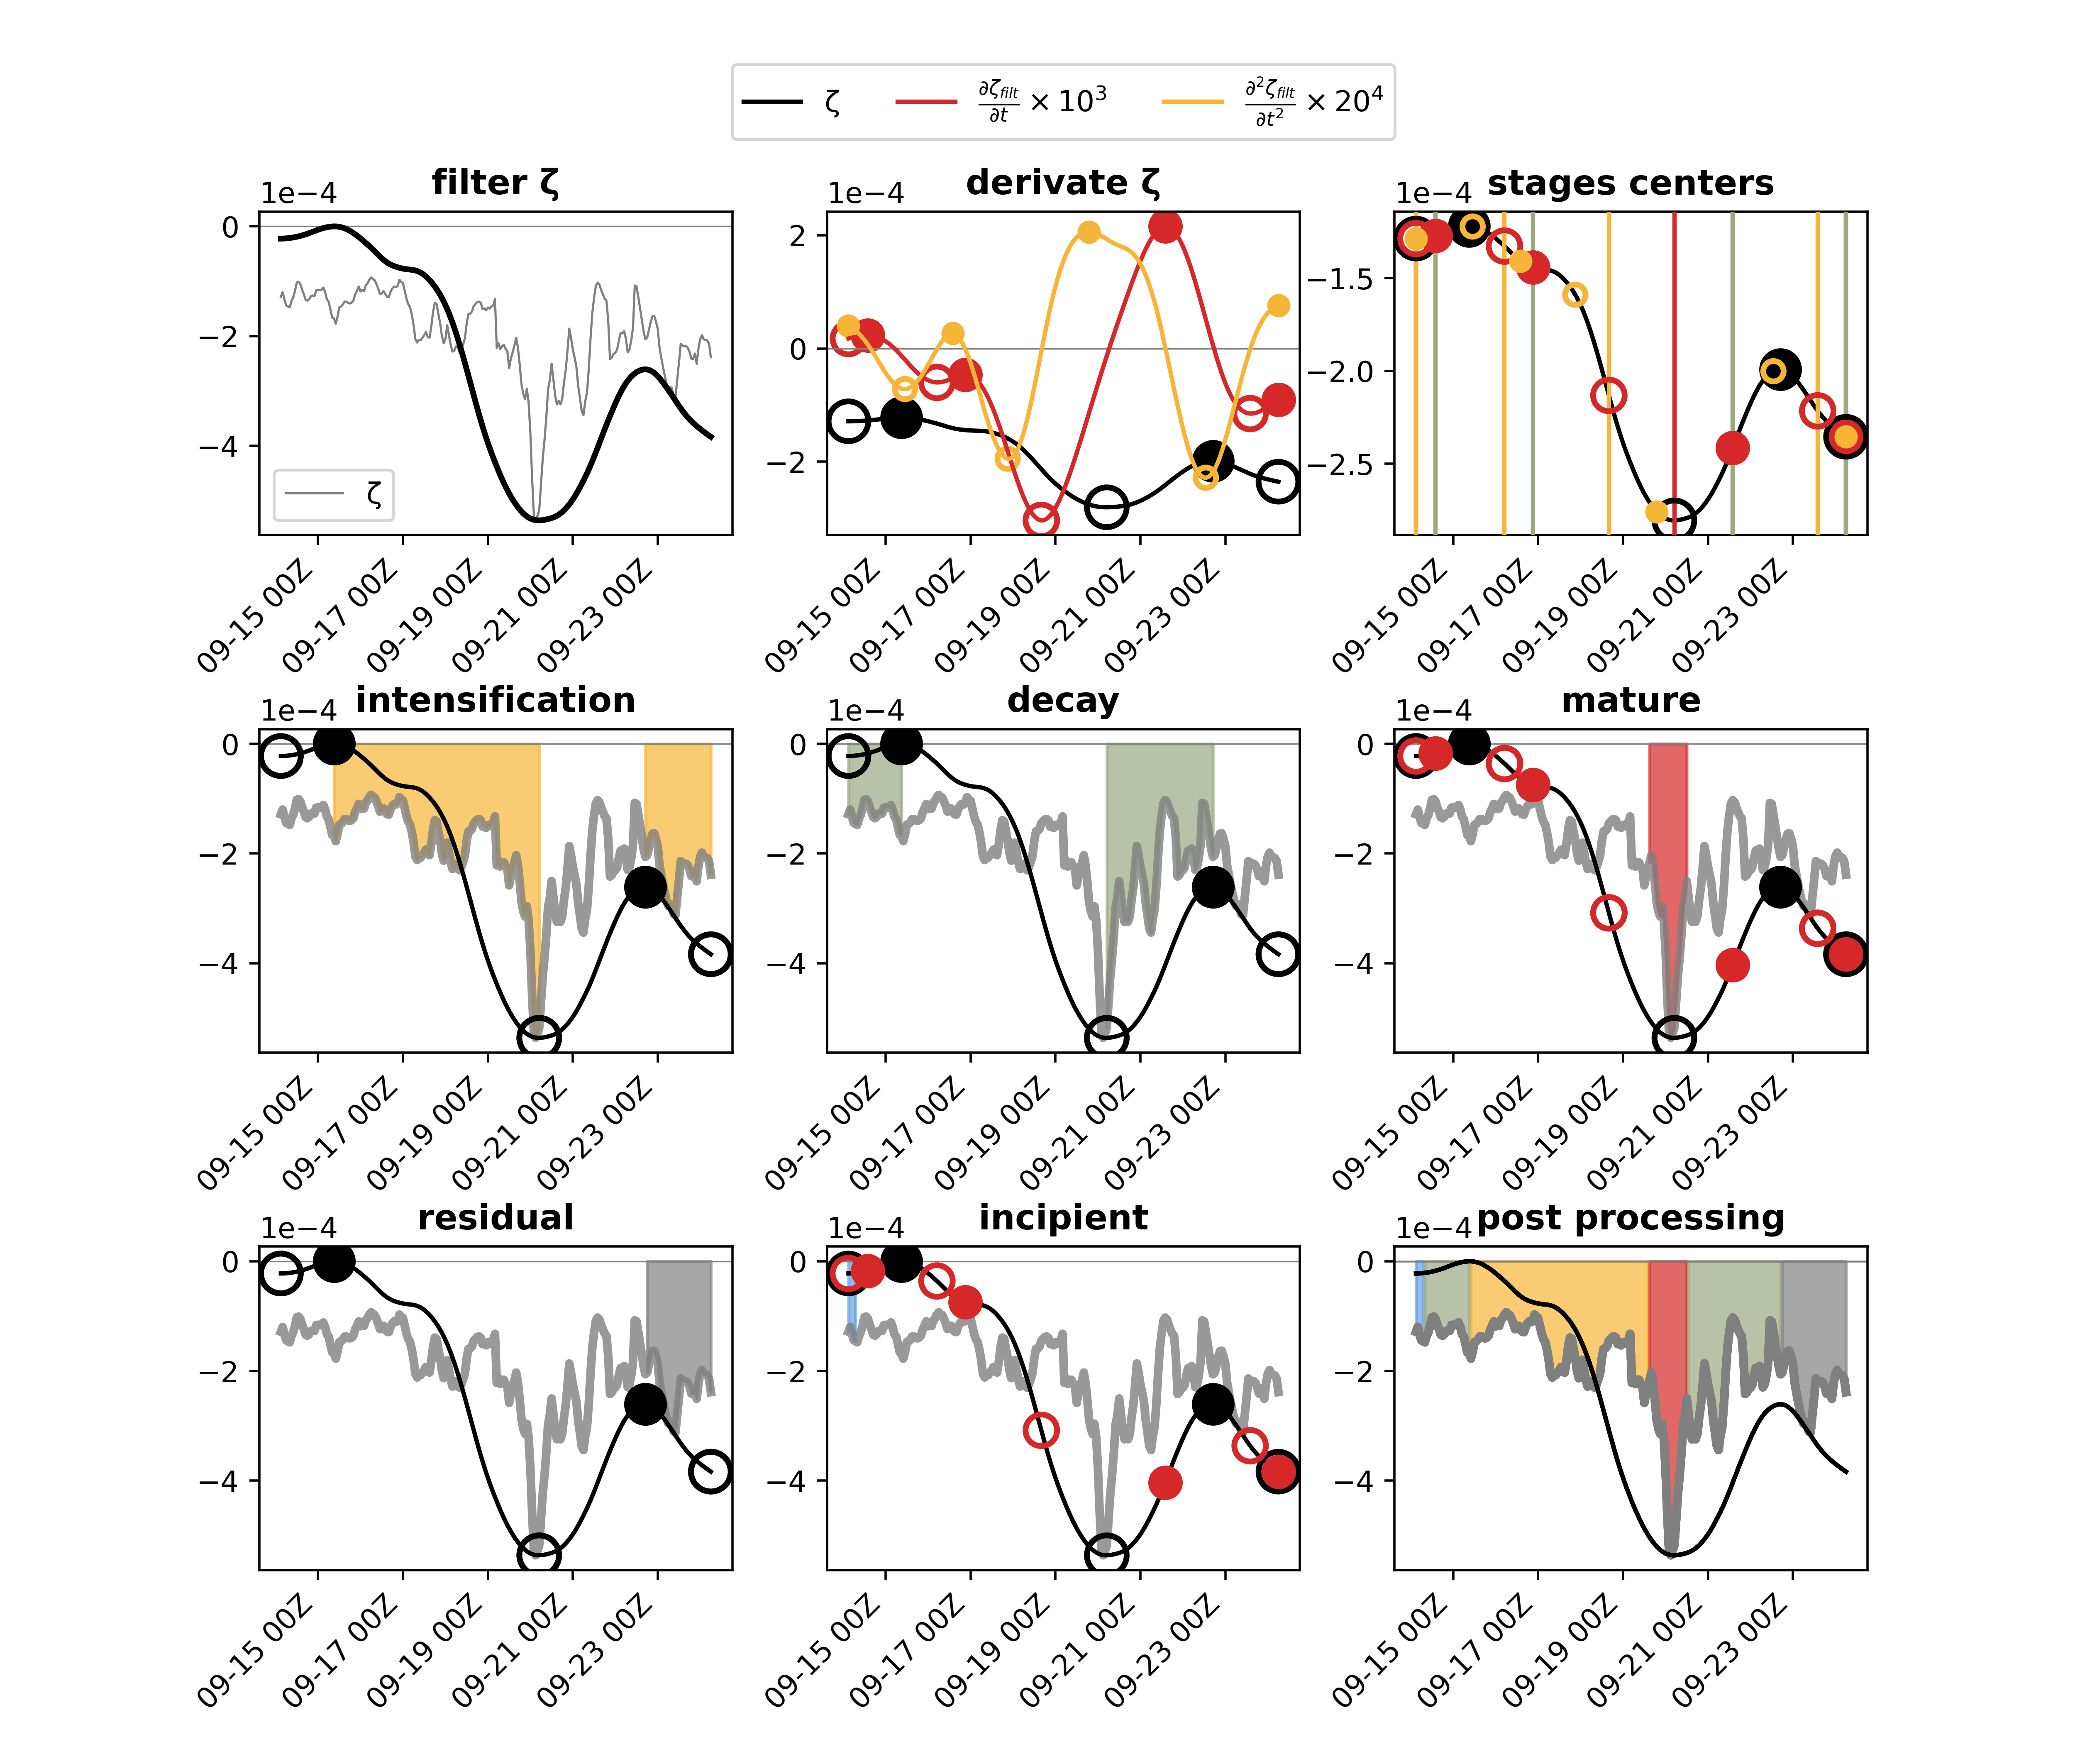 ζ ∂ζ_filt/∂t × 10³ ∂²ζ_filt/∂t² × 20⁴
filter ζ
1e−4
0
−2
−4
ζ
09-15 00Z
09-17 00Z
09-19 00Z
09-21 00Z
09-23 00Z
derivate ζ
1e−4
2
0
−2
09-15 00Z
09-17 00Z
09-19 00Z
09-21 00Z
09-23 00Z
stages centers
1e−4
−1.5
−2.0
−2.5
09-15 00Z
09-17 00Z
09-19 00Z
09-21 00Z
09-23 00Z
intensification
1e−4
0
−2
−4
09-15 00Z
09-17 00Z
09-19 00Z
09-21 00Z
09-23 00Z
decay
1e−4
0
−2
−4
09-15 00Z
09-17 00Z
09-19 00Z
09-21 00Z
09-23 00Z
mature
1e−4
0
−2
−4
09-15 00Z
09-17 00Z
09-19 00Z
09-21 00Z
09-23 00Z
residual
1e−4
0
−2
−4
09-15 00Z
09-17 00Z
09-19 00Z
09-21 00Z
09-23 00Z
incipient
1e−4
0
−2
−4
09-15 00Z
09-17 00Z
09-19 00Z
09-21 00Z
09-23 00Z
post processing
1e−4
0
−2
−4
09-15 00Z
09-17 00Z
09-19 00Z
09-21 00Z
09-23 00Z